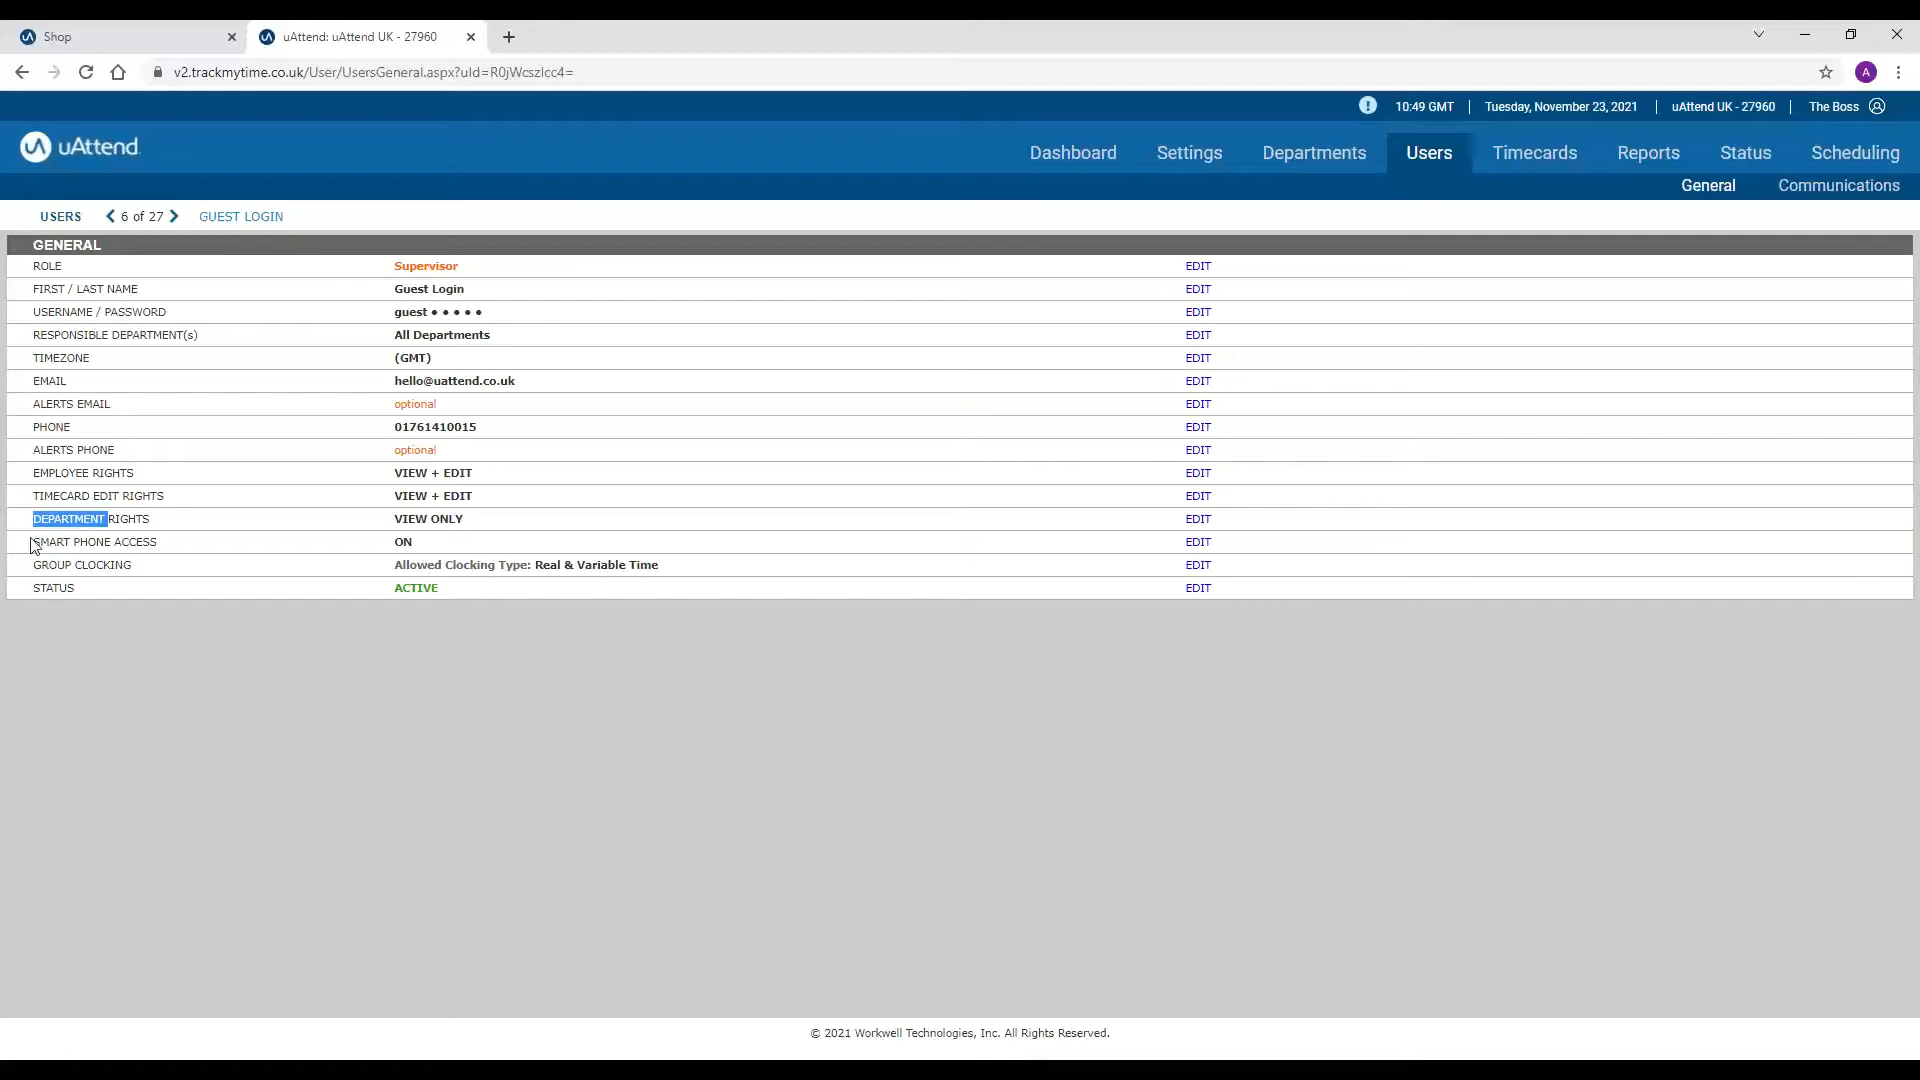 Shop
uAttend: uAttend UK - 27960
v2.trackmytime.co.uk/User/UsersGeneral.aspx?uId=R0jWcszlcc4=
A
10:49 GMT | Tuesday, November 23, 2021 | uAttend UK - 27960 | The Boss
uAttend
Dashboard Settings Departments Users Timecards Reports Status Scheduling
General Communications
USERS 6 of 27 GUEST LOGIN
GENERAL
ROLE Supervisor EDIT
FIRST / LAST NAME Guest Login EDIT
USERNAME / PASSWORD guest ● ● ● ● ● EDIT
RESPONSIBLE DEPARTMENT(s) All Departments EDIT
TIMEZONE (GMT) EDIT
EMAIL hello@uattend.co.uk EDIT
ALERTS EMAIL optional EDIT
PHONE 01761410015 EDIT
ALERTS PHONE optional EDIT
EMPLOYEE RIGHTS VIEW + EDIT EDIT
TIMECARD EDIT RIGHTS VIEW + EDIT EDIT
DEPARTMENT RIGHTS VIEW ONLY EDIT
SMART PHONE ACCESS ON EDIT
GROUP CLOCKING Allowed Clocking Type: Real & Variable Time EDIT
STATUS ACTIVE EDIT
© 2021 Workwell Technologies, Inc. All Rights Reserved.